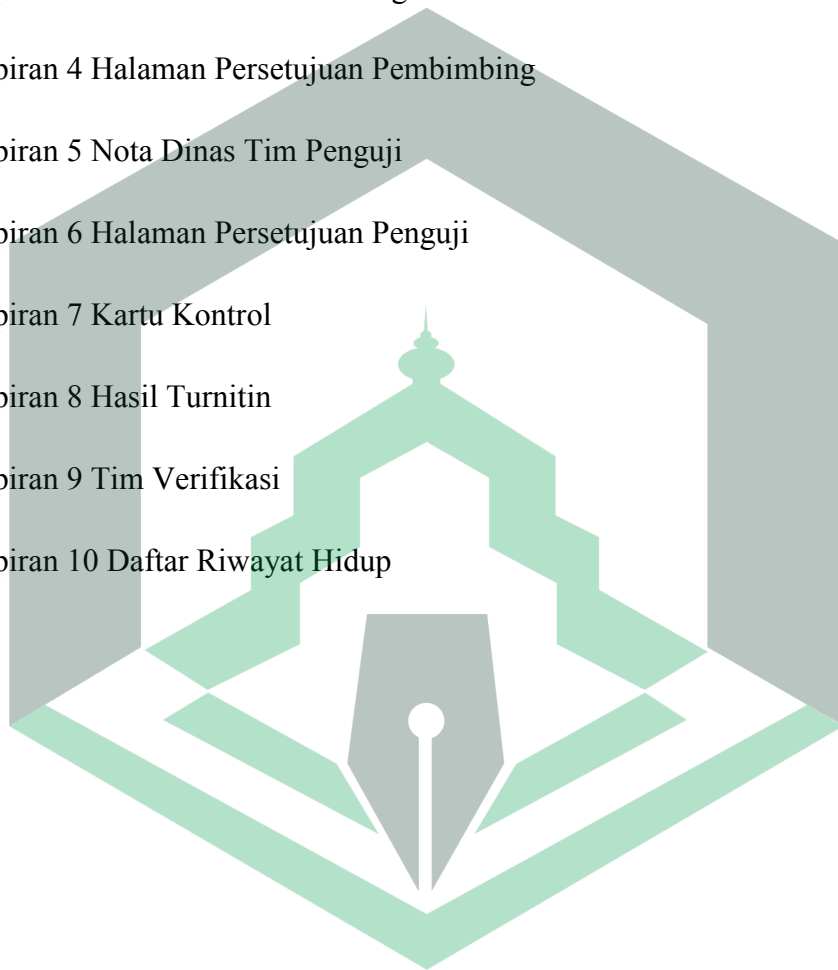 piran 4 Halaman Persetujuan Pembimbing
piran 5 Nota Dinas Tim Penguji
piran 6 Halaman Persetujuan Penguji
piran 7 Kartu Kontrol
piran 8 Hasil Turnitin
piran 9 Tim Verifikasi
piran 10 Daftar Riwayat Hidup